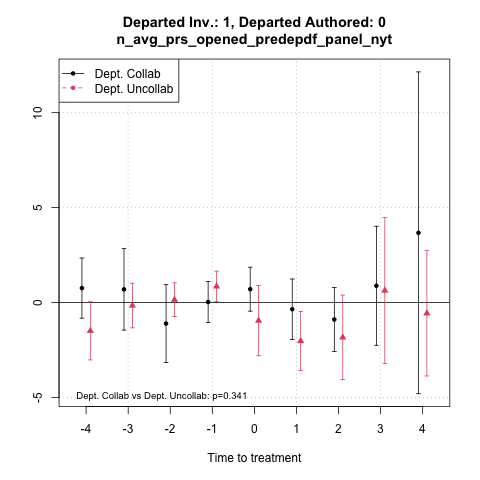 Departed Inv.: 1, Departed Authored: 0
n_avg_prs_opened_predepdf_panel_nyt
Dept. Collab
Dept. Uncollab
10
5
0
-5
Dept. Collab vs Dept. Uncollab: p=0.341
-4 -3 -2 -1 0 1 2 3 4
Time to treatment